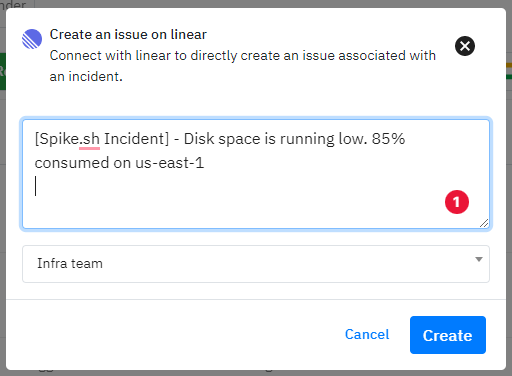 Create an issue on linear
Connect with linear to directly create an issue associated with
an incident.
[Spike.sh Incident] - Disk space is running low. 85%
consumed on us-east-1
1
Infra team
Cancel
Create